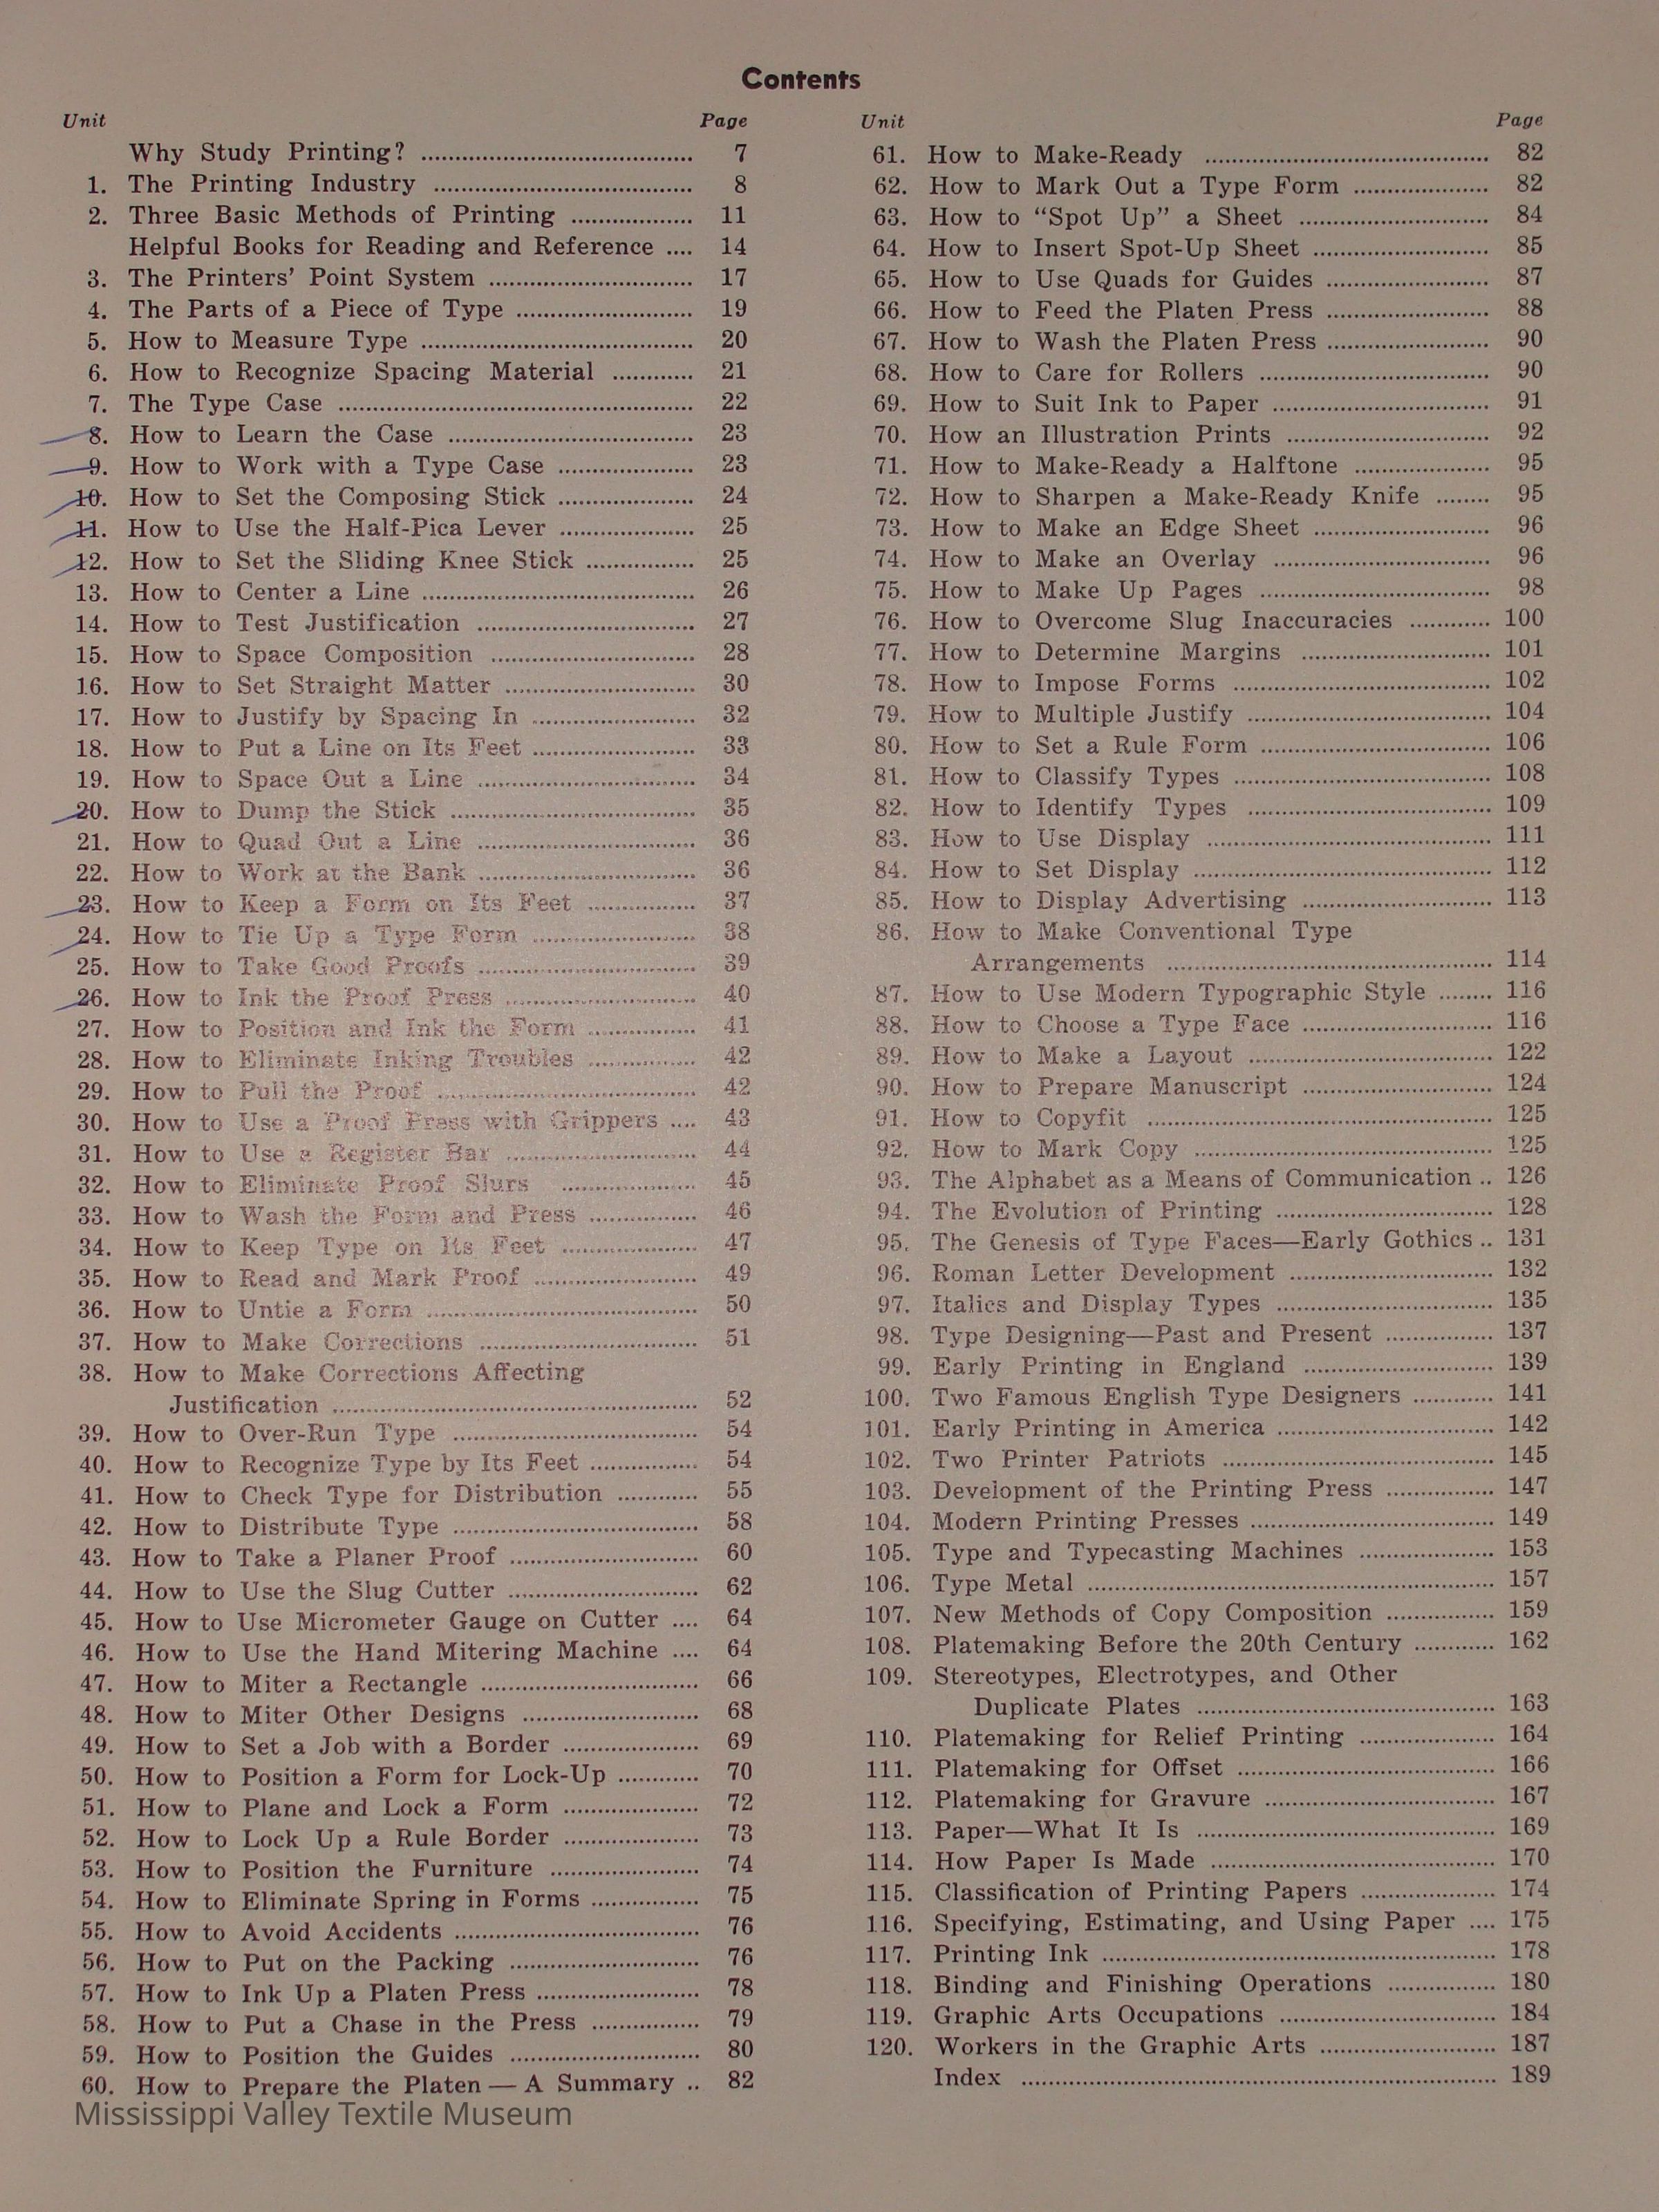 Contents
Unit Page
Why Study Printing? ........................................ 7
1. The Printing Industry ...................................... 8
2. Three Basic Methods of Printing .................. 11
Helpful Books for Reading and Reference .... 14
3. The Printers' Point System .............................. 17
4. The Parts of a Piece of Type .......................... 19
5. How to Measure Type ........................................ 20
6. How to Recognize Spacing Material ............ 21
7. The Type Case .................................................... 22
8. How to Learn the Case .................................... 23
9. How to Work with a Type Case .................... 23
10. How to Set the Composing Stick .................... 24
11. How to Use the Half-Pica Lever .................... 25
12. How to Set the Sliding Knee Stick ................ 25
13. How to Center a Line ........................................ 26
14. How to Test Justification ................................ 27
15. How to Space Composition .............................. 28
16. How to Set Straight Matter ............................ 30
17. How to Justify by Spacing In ........................ 32
18. How to Put a Line on Its Feet ........................ 33
19. How to Space Out a Line ................................ 34
20. How to Dump the Stick .................................... 35
21. How to Quad Out a Line ................................ 36
22. How to Work at the Bank ................................ 36
23. How to Keep a Form on Its Feet ................ 37
24. How to Tie Up a Type Form ........................ 38
25. How to Take Good Proofs ................................ 39
26. How to Ink the Proof Press ............................ 40
27. How to Position and Ink the Form ................ 41
28. How to Eliminate Inking Troubles ................ 42
29. How to Pull the Proof ...................................... 42
30. How to Use a Proof Press with Grippers .... 43
31. How to Use a Register Bar ............................ 44
32. How to Eliminate Proof Slurs .................... 45
33. How to Wash the Form and Press ................ 46
34. How to Keep Type on Its Feet .................... 47
35. How to Read and Mark Proof ........................ 49
36. How to Untie a Form ........................................ 50
37. How to Make Corrections ................................ 51
38. How to Make Corrections Affecting
Justification ...................................................... 52
39. How to Over-Run Type .................................... 54
40. How to Recognize Type by Its Feet ................ 54
41. How to Check Type for Distribution ............ 55
42. How to Distribute Type .................................... 58
43. How to Take a Planer Proof ............................ 60
44. How to Use the Slug Cutter ............................ 62
45. How to Use Micrometer Gauge on Cutter .... 64
46. How to Use the Hand Mitering Machine .... 64
47. How to Miter a Rectangle ................................ 66
48. How to Miter Other Designs .......................... 68
49. How to Set a Job with a Border .................... 69
50. How to Position a Form for Lock-Up ............ 70
51. How to Plane and Lock a Form .................... 72
52. How to Lock Up a Rule Border .................... 73
53. How to Position the Furniture ...................... 74
54. How to Eliminate Spring in Forms ................ 75
55. How to Avoid Accidents .................................... 76
56. How to Put on the Packing ............................ 76
57. How to Ink Up a Platen Press ........................ 78
58. How to Put a Chase in the Press ................ 79
59. How to Position the Guides ............................ 80
60. How to Prepare the Platen — A Summary .. 82
Unit Page
61. How to Make-Ready .......................................... 82
62. How to Mark Out a Type Form .................... 82
63. How to “Spot Up” a Sheet ............................ 84
64. How to Insert Spot-Up Sheet .......................... 85
65. How to Use Quads for Guides ........................ 87
66. How to Feed the Platen Press ........................ 88
67. How to Wash the Platen Press ........................ 90
68. How to Care for Rollers .................................. 90
69. How to Suit Ink to Paper ................................ 91
70. How an Illustration Prints .............................. 92
71. How to Make-Ready a Halftone .................... 95
72. How to Sharpen a Make-Ready Knife ........ 95
73. How to Make an Edge Sheet .......................... 96
74. How to Make an Overlay ................................ 96
75. How to Make Up Pages .................................. 98
76. How to Overcome Slug Inaccuracies ............ 100
77. How to Determine Margins ............................ 101
78. How to Impose Forms ...................................... 102
79. How to Multiple Justify .................................... 104
80. How to Set a Rule Form .................................. 106
81. How to Classify Types ...................................... 108
82. How to Identify Types .................................... 109
83. How to Use Display .......................................... 111
84. How to Set Display ............................................ 112
85. How to Display Advertising ............................ 113
86. How to Make Conventional Type
Arrangements ................................................ 114
87. How to Use Modern Typographic Style ........ 116
88. How to Choose a Type Face ............................ 116
89. How to Make a Layout .................................... 122
90. How to Prepare Manuscript ............................ 124
91. How to Copyfit .................................................. 125
92. How to Mark Copy ............................................ 125
93. The Alphabet as a Means of Communication .. 126
94. The Evolution of Printing ................................ 128
95. The Genesis of Type Faces—Early Gothics .. 131
96. Roman Letter Development .............................. 132
97. Italics and Display Types ................................ 135
98. Type Designing—Past and Present ................ 137
99. Early Printing in England ............................ 139
100. Two Famous English Type Designers ............ 141
101. Early Printing in America ................................ 142
102. Two Printer Patriots ........................................ 145
103. Development of the Printing Press ................ 147
104. Modern Printing Presses .................................... 149
105. Type and Typecasting Machines .................... 153
106. Type Metal ............................................................ 157
107. New Methods of Copy Composition ................ 159
108. Platemaking Before the 20th Century ............ 162
109. Stereotypes, Electrotypes, and Other
Duplicate Plates ............................................ 163
110. Platemaking for Relief Printing .................... 164
111. Platemaking for Offset ...................................... 166
112. Platemaking for Gravure .................................. 167
113. Paper—What It Is ............................................ 169
114. How Paper Is Made .......................................... 170
115. Classification of Printing Papers .................... 174
116. Specifying, Estimating, and Using Paper .... 175
117. Printing Ink .......................................................... 178
118. Binding and Finishing Operations ................ 180
119. Graphic Arts Occupations ................................ 184
120. Workers in the Graphic Arts .......................... 187
Index ...................................................................... 189
Mississippi Valley Textile Museum